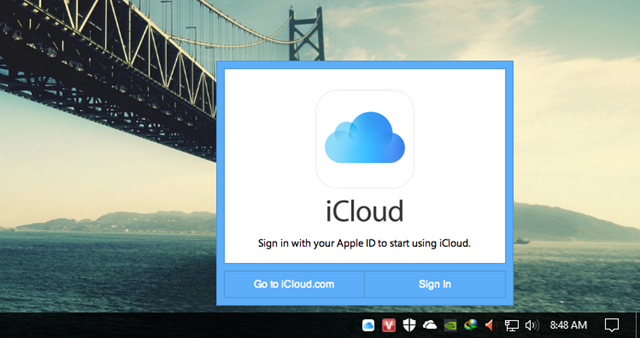 iCloud
Sign in with your Apple ID to start using iCloud.
Go to iCloud.com
Sign In
8:48 AM